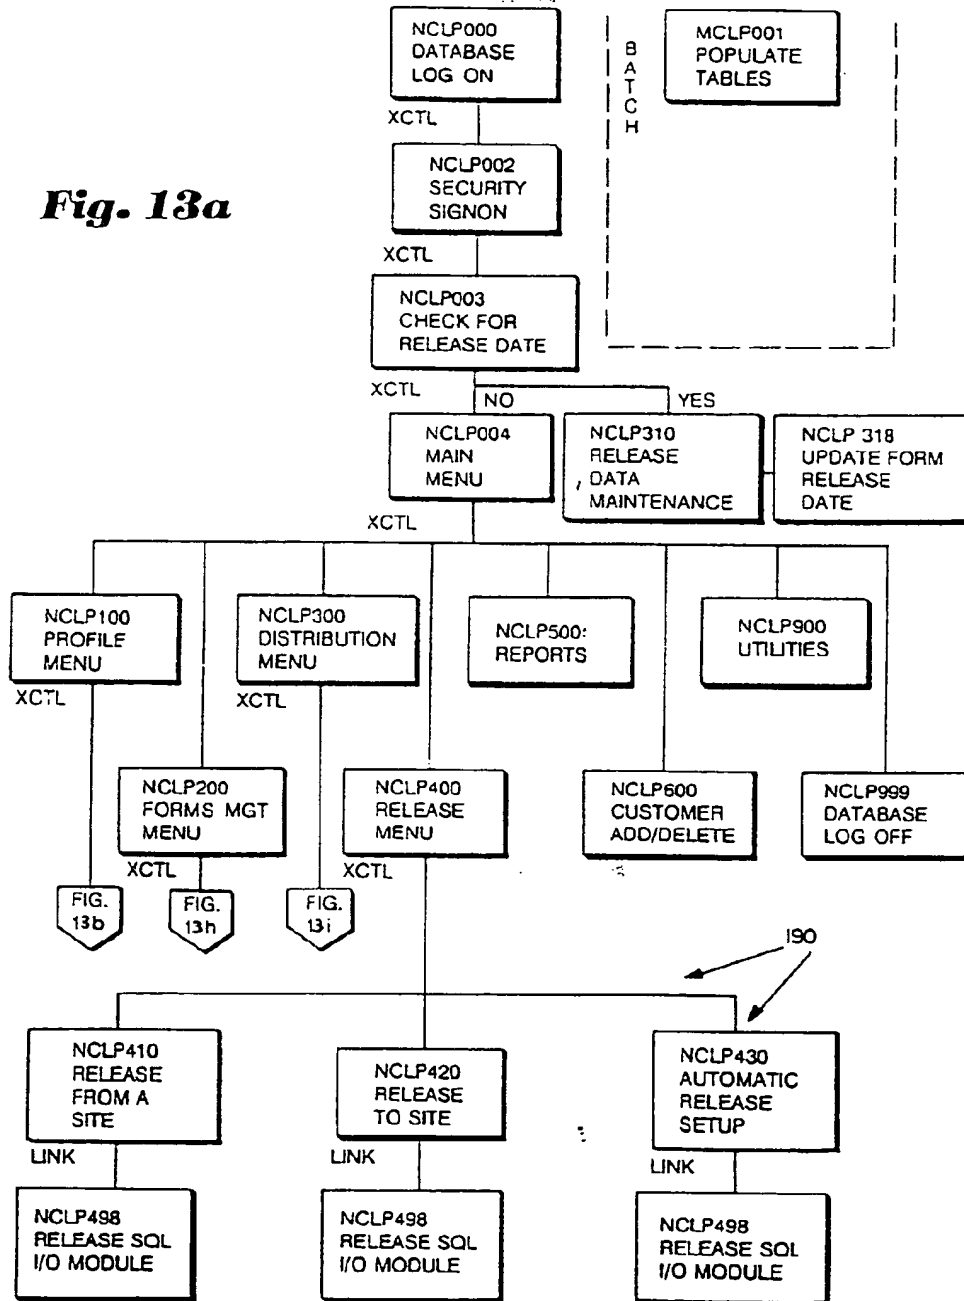 NCLP000
DATABASE
LOG ON
B
A
T
C
H
MCLP001
POPULATE
TABLES
XCTL
NCLP002
SECURITY
SIGNON
Fig. 13a
XCTL
NCLP003
CHECK FOR
RELEASE DATE
XCTL
NO
YES
NCLP004
MAIN
MENU
NCLP310
RELEASE
DATA
MAINTENANCE
NCLP 318
UPDATE FORM
RELEASE
DATE
XCTL
NCLP100
PROFILE
MENU
NCLP300
DISTRIBUTION
MENU
NCLP500:
REPORTS
NCLP900
UTILITIES
XCTL
XCTL
NCLP200
FORMS MGT
MENU
NCLP400
RELEASE
MENU
NCLP600
CUSTOMER
ADD/DELETE
NCLP999
DATABASE
LOG OFF
XCTL
XCTL
FIG.
13b
FIG.
13h
FIG.
13i
190
NCLP410
RELEASE
FROM A
SITE
NCLP420
RELEASE
TO SITE
NCLP430
AUTOMATIC
RELEASE
SETUP
LINK
LINK
LINK
NCLP498
RELEASE SQL
I/O MODULE
NCLP498
RELEASE SQL
I/O MODULE
NCLP498
RELEASE SQL
I/O MODULE